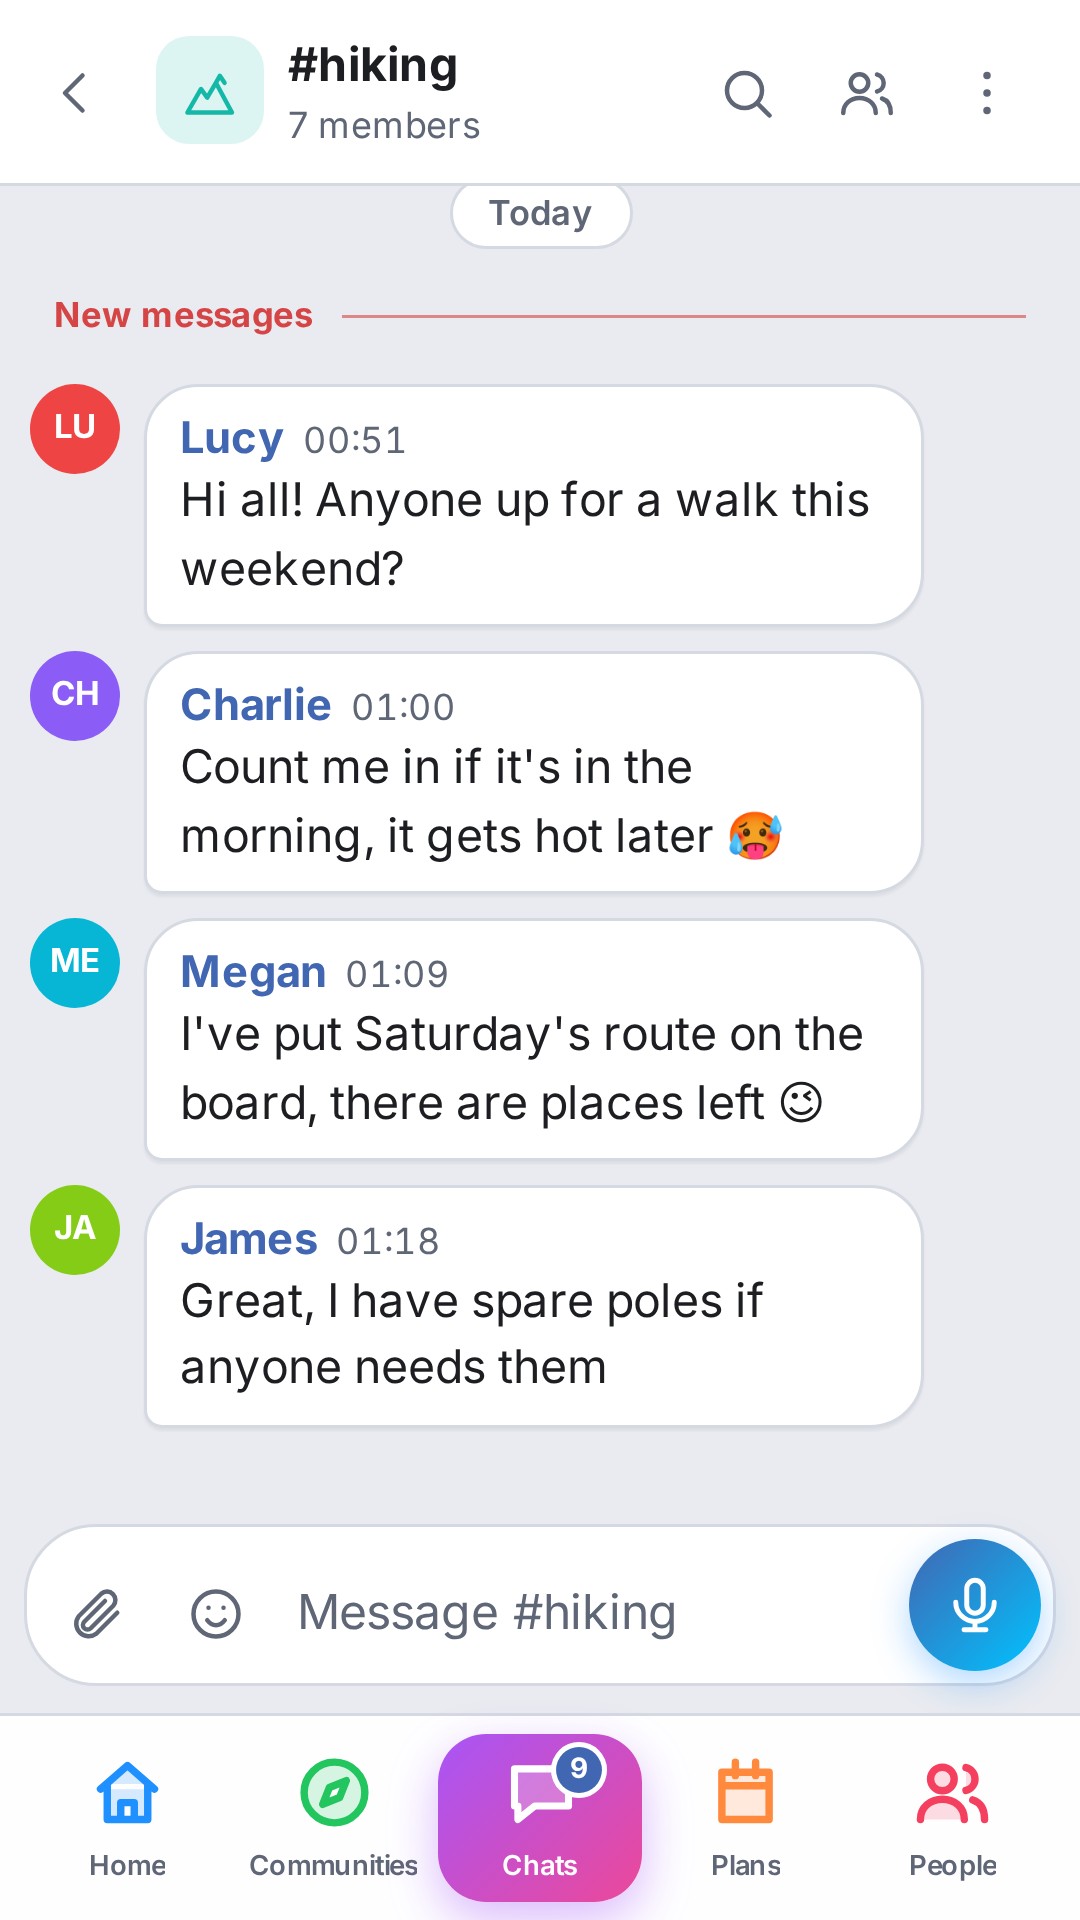 #hiking
7 members
Today
New messages
LU
Lucy 00:51
Hi all! Anyone up for a walk this
weekend?
CH
Charlie 01:00
Count me in if it's in the
morning, it gets hot later 🥵
ME
Megan 01:09
I've put Saturday's route on the
board, there are places left 😉
JA
James 01:18
Great, I have spare poles if
anyone needs them
Message #hiking
9
Home
Communities
Chats
Plans
People